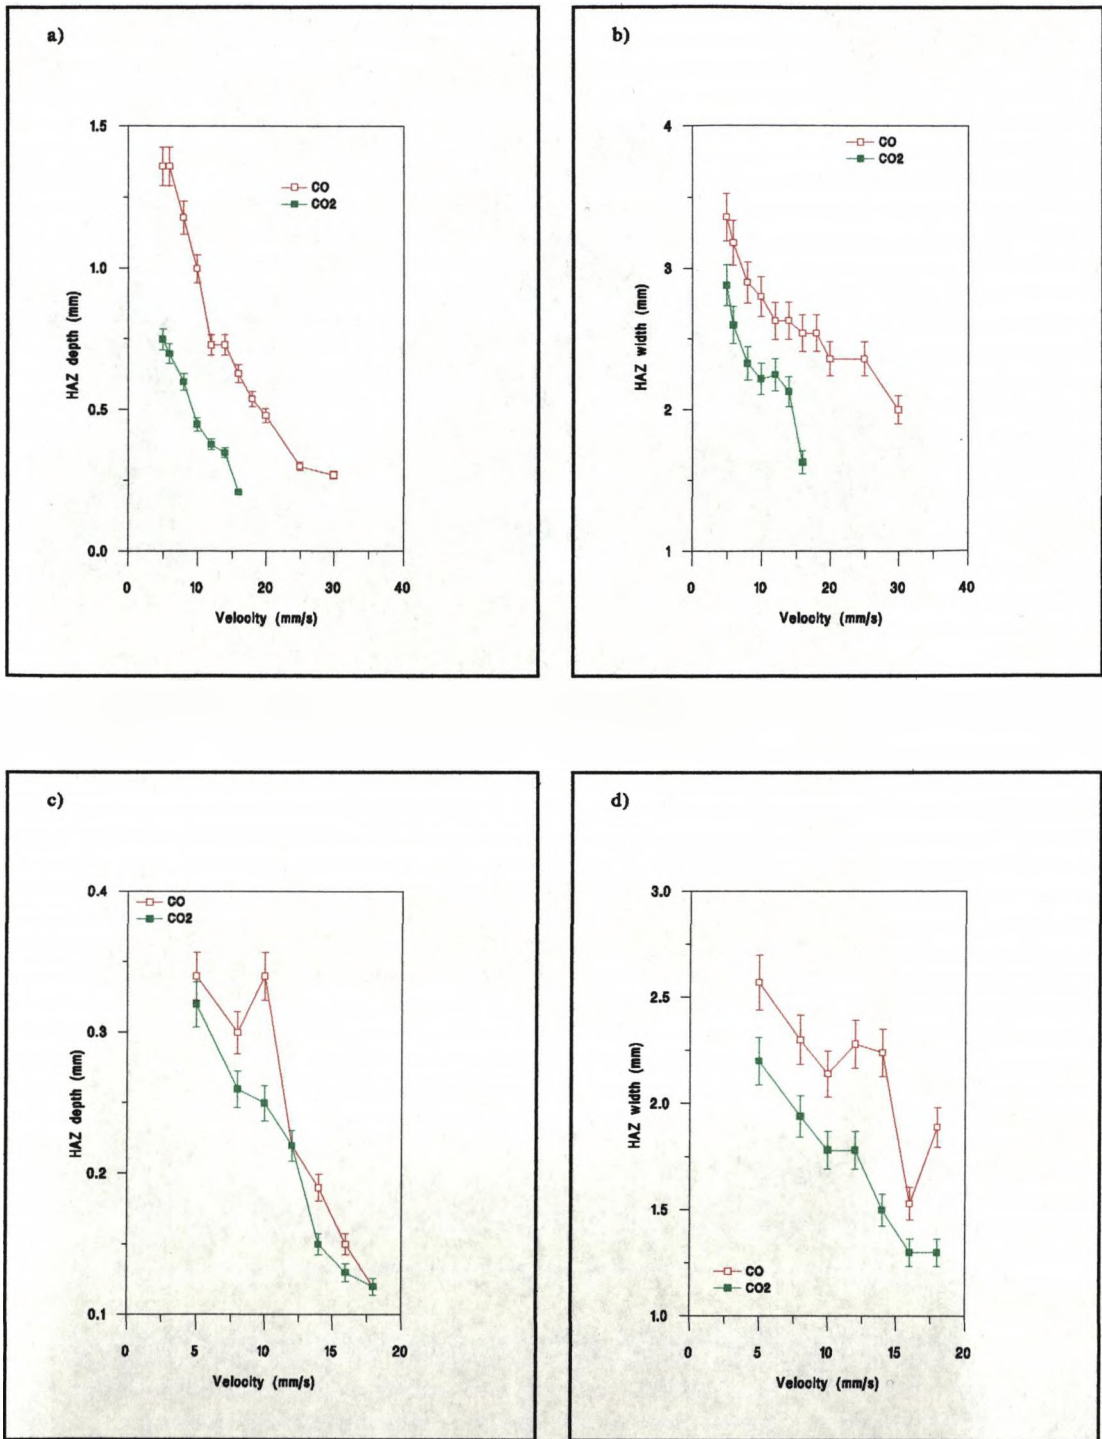 a)
1.5
CO
CO2
1.0
HAZ depth (mm)
0.5
0.0
0 10 20 30 40
Velocity (mm/s)
b)
4
CO
CO2
3
HAZ width (mm)
2
1
0 10 20 30 40
Velocity (mm/s)
c)
0.4
CO
CO2
0.3
HAZ depth (mm)
0.2
0.1
0 5 10 15 20
Velocity (mm/s)
d)
3.0
2.5
HAZ width (mm)
2.0
1.5
CO
CO2
1.0
0 5 10 15 20
Velocity (mm/s)